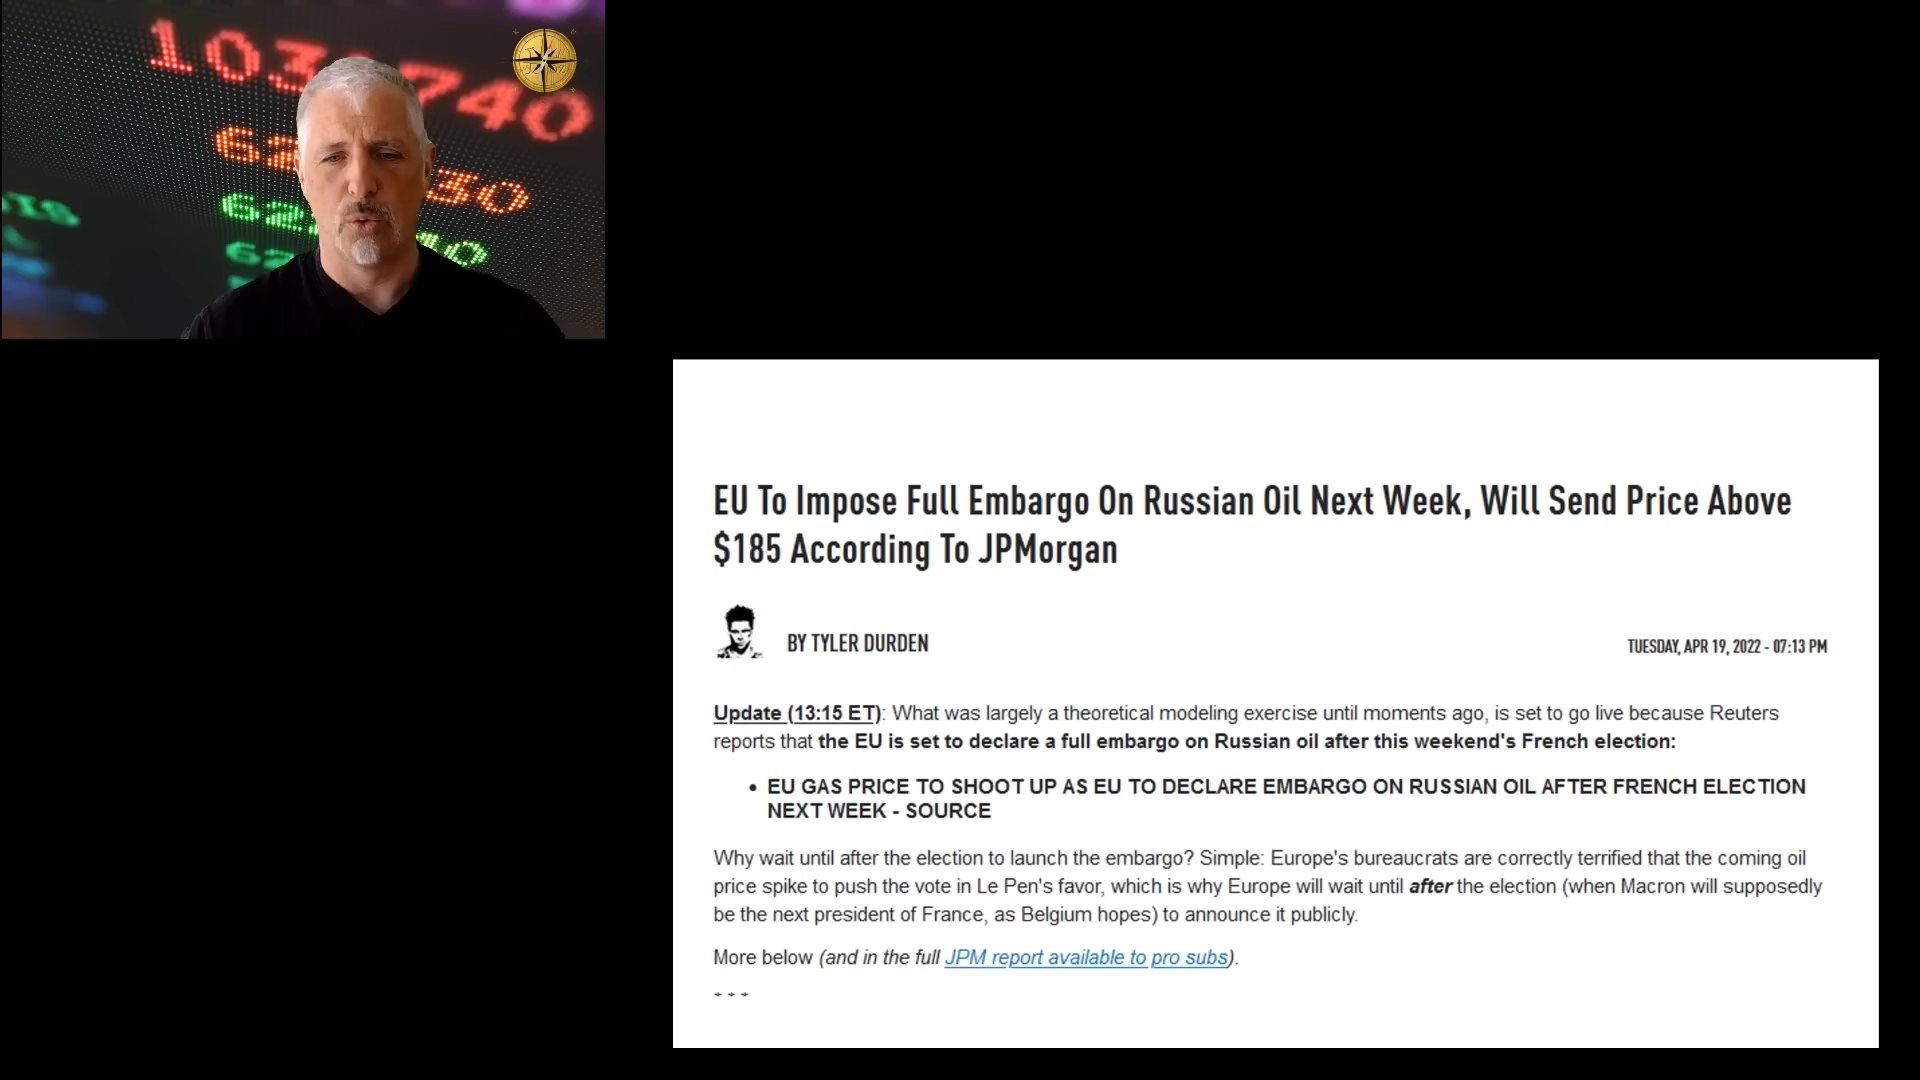 740
30
EU To Impose Full Embargo On Russian Oil Next Week, Will Send Price Above
$185 According To JPMorgan
BY TYLER DURDEN
TUESDAY, APR 19, 2022 - 07:13 PM
Update (13:15 ET): What was largely a theoretical modeling exercise until moments ago, is set to go live because Reuters
reports that the EU is set to declare a full embargo on Russian oil after this weekend's French election:
• EU GAS PRICE TO SHOOT UP AS EU TO DECLARE EMBARGO ON RUSSIAN OIL AFTER FRENCH ELECTION
NEXT WEEK - SOURCE
Why wait until after the election to launch the embargo? Simple: Europe's bureaucrats are correctly terrified that the coming oil
price spike to push the vote in Le Pen's favor, which is why Europe will wait until after the election (when Macron will supposedly
be the next president of France, as Belgium hopes) to announce it publicly.
More below (and in the full JPM report available to pro subs).
* * *